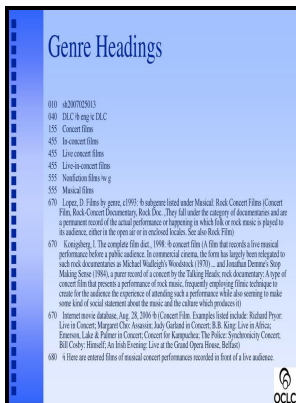 Genre Headings
010 sh2007025013
040 DLC ǂb eng ǂc DLC
155 Concert films
455 In-concert films
455 Live concert films
455 Live-in-concert films
555 Nonfiction films ǂw g
555 Musical films
670 Lopez, D. Films by genre, c1993: ǂb subgenre listed under Musical: Rock Concert Films (Concert
Film, Rock-Concert Documentary, Rock Doc. ,They fall under the category of documentaries and are
a permanent record of the actual performance or happening in which folk or rock music is played to
its audience, either in the open air or in enclosed locales. See also Rock Film)
670 Konigsberg, I. The complete film dict., 1998: ǂb concert film (A film that records a live musical
performance before a public audience. In commercial cinema, the form has largely been relegated to
such rock documentaries as Michael Wadleigh's Woodstock (1970) ... and Jonathan Demme's Stop
Making Sense (1984), a purer record of a concert by the Talking Heads; rock documentary: A type of
concert film that presents a performance of rock music, frequently employing filmic technique to
create for the audience the experience of attending such a performance while also seeming to make
some kind of social statement about the music and the culture which produces it)
670 Internet movie database, Aug. 28, 2006 ǂb (Concert Film. Examples listed include: Richard Pryor:
Live in Concert; Margaret Cho: Assassin; Judy Garland in Concert; B.B. King: Live in Africa;
Emerson, Lake & Palmer in Concert; Concert for Kampuchea; The Police: Synchronicity Concert;
Bill Cosby: Himself; An Irish Evening: Live at the Grand Opera House, Belfast)
680 ǂi Here are entered films of musical concert performances recorded in front of a live audience.
OCLC